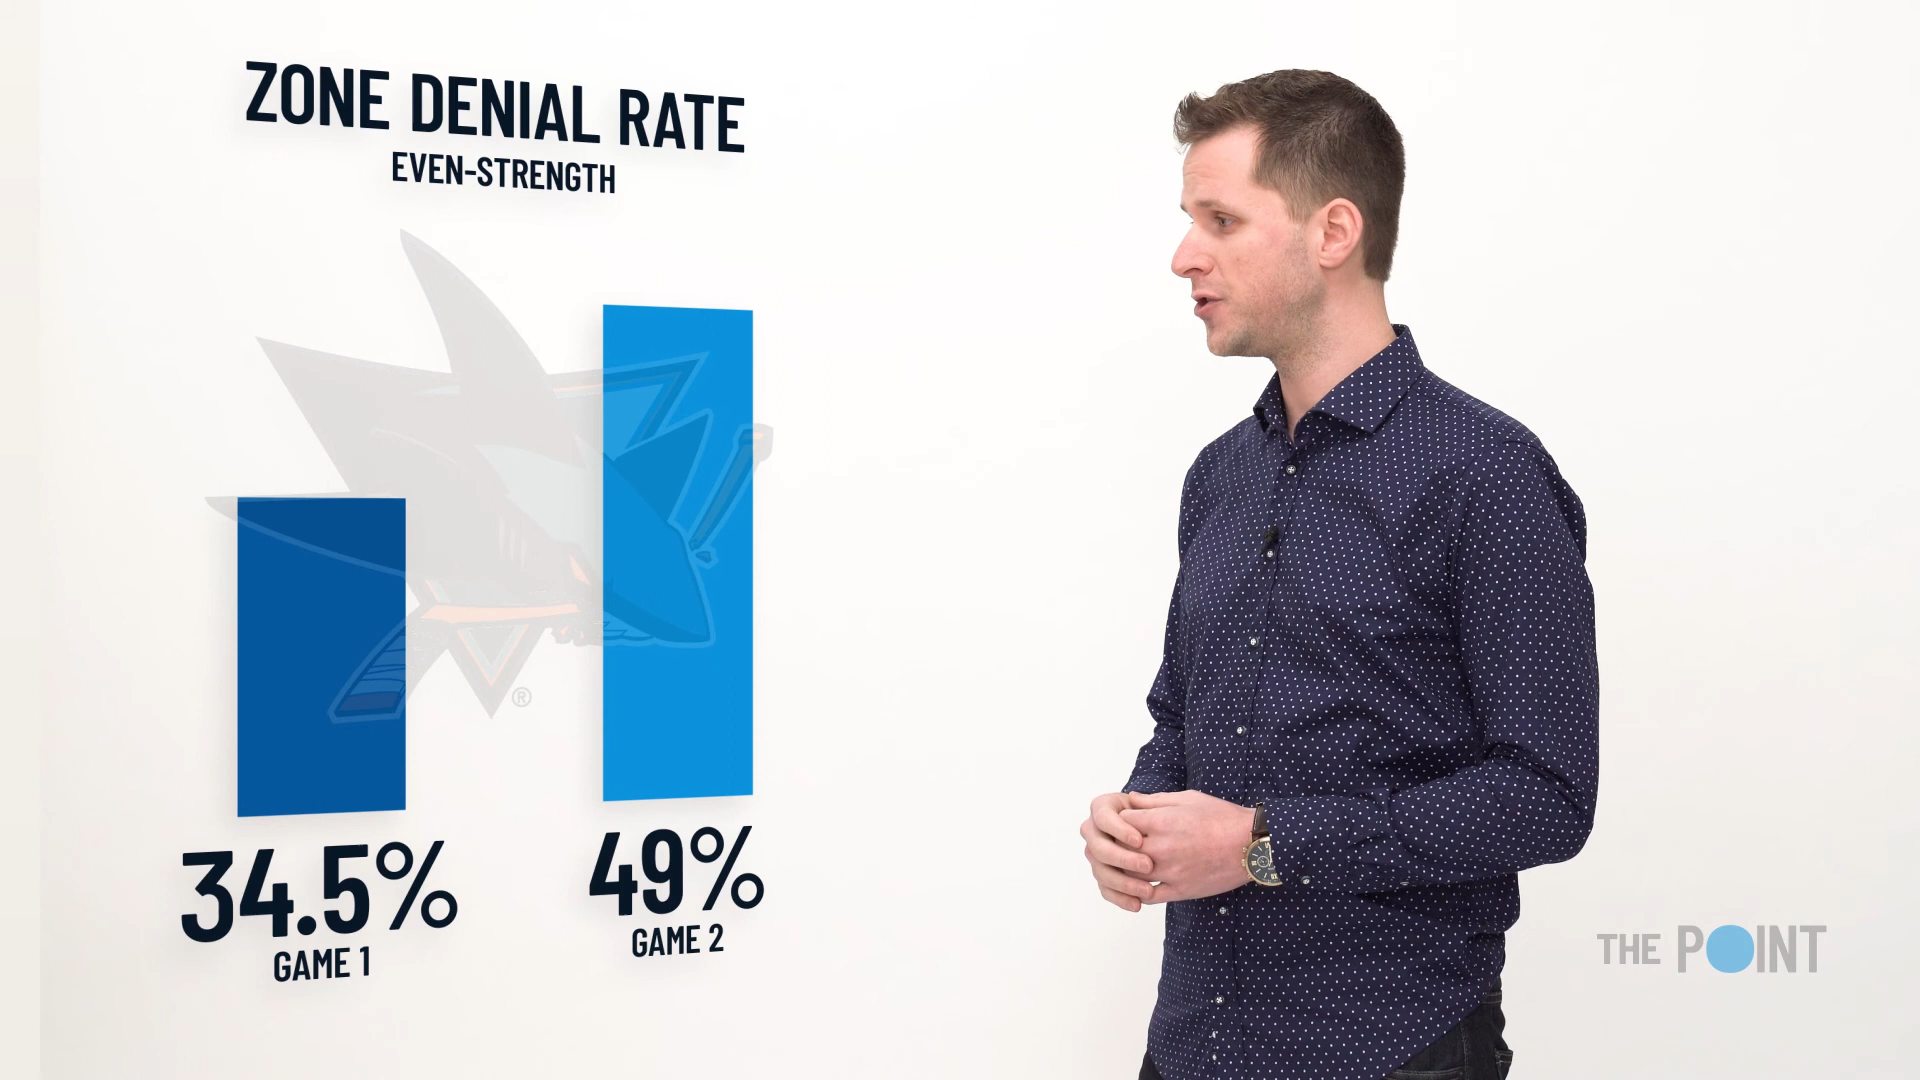 ZONE DENIAL RATE
EVEN-STRENGTH
®
34.5%
GAME 1
49%
GAME 2
THE POINT